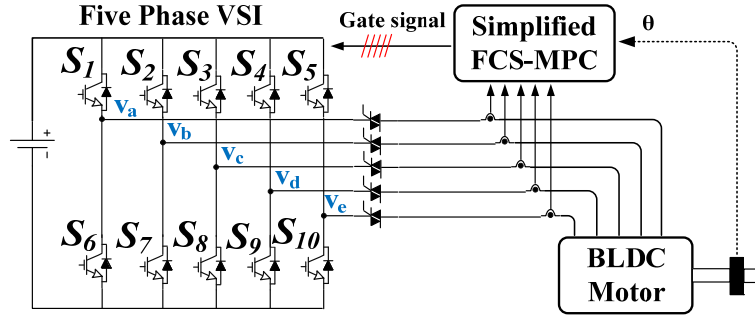 Five Phase VSI
Gate signal
Simplified
FCS-MPC
θ
S1
S2
S3
S4
S5
va
vb
vc
vd
ve
+
-
S6
S7
S8
S9
S10
BLDC
Motor